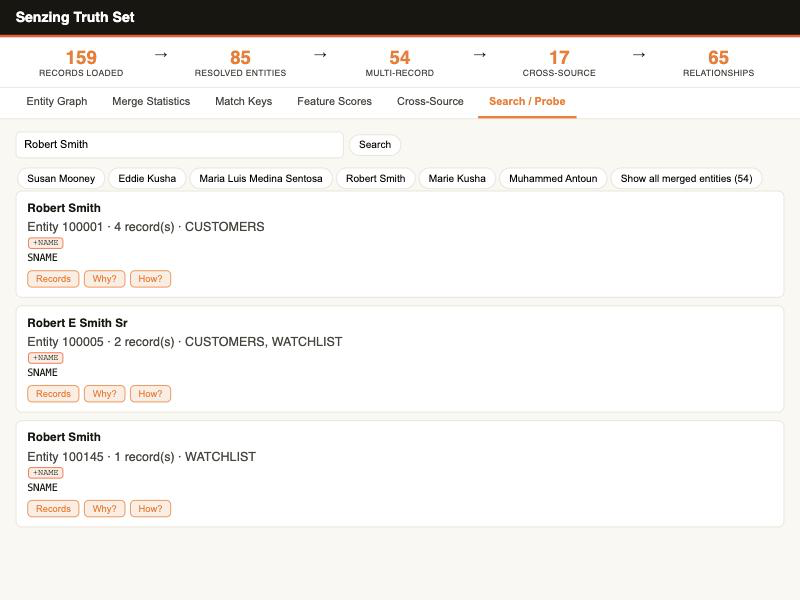 Senzing Truth Set
159 → 85 → 54 → 17 → 65
RECORDS LOADED RESOLVED ENTITIES MULTI-RECORD CROSS-SOURCE RELATIONSHIPS
Entity Graph Merge Statistics Match Keys Feature Scores Cross-Source Search / Probe
Robert Smith Search
Susan Mooney Eddie Kusha Maria Luis Medina Sentosa Robert Smith Marie Kusha Muhammed Antoun Show all merged entities (54)
Robert Smith
Entity 100001 · 4 record(s) · CUSTOMERS
+NAME
SNAME
Records Why? How?
Robert E Smith Sr
Entity 100005 · 2 record(s) · CUSTOMERS, WATCHLIST
+NAME
SNAME
Records Why? How?
Robert Smith
Entity 100145 · 1 record(s) · WATCHLIST
+NAME
SNAME
Records Why? How?